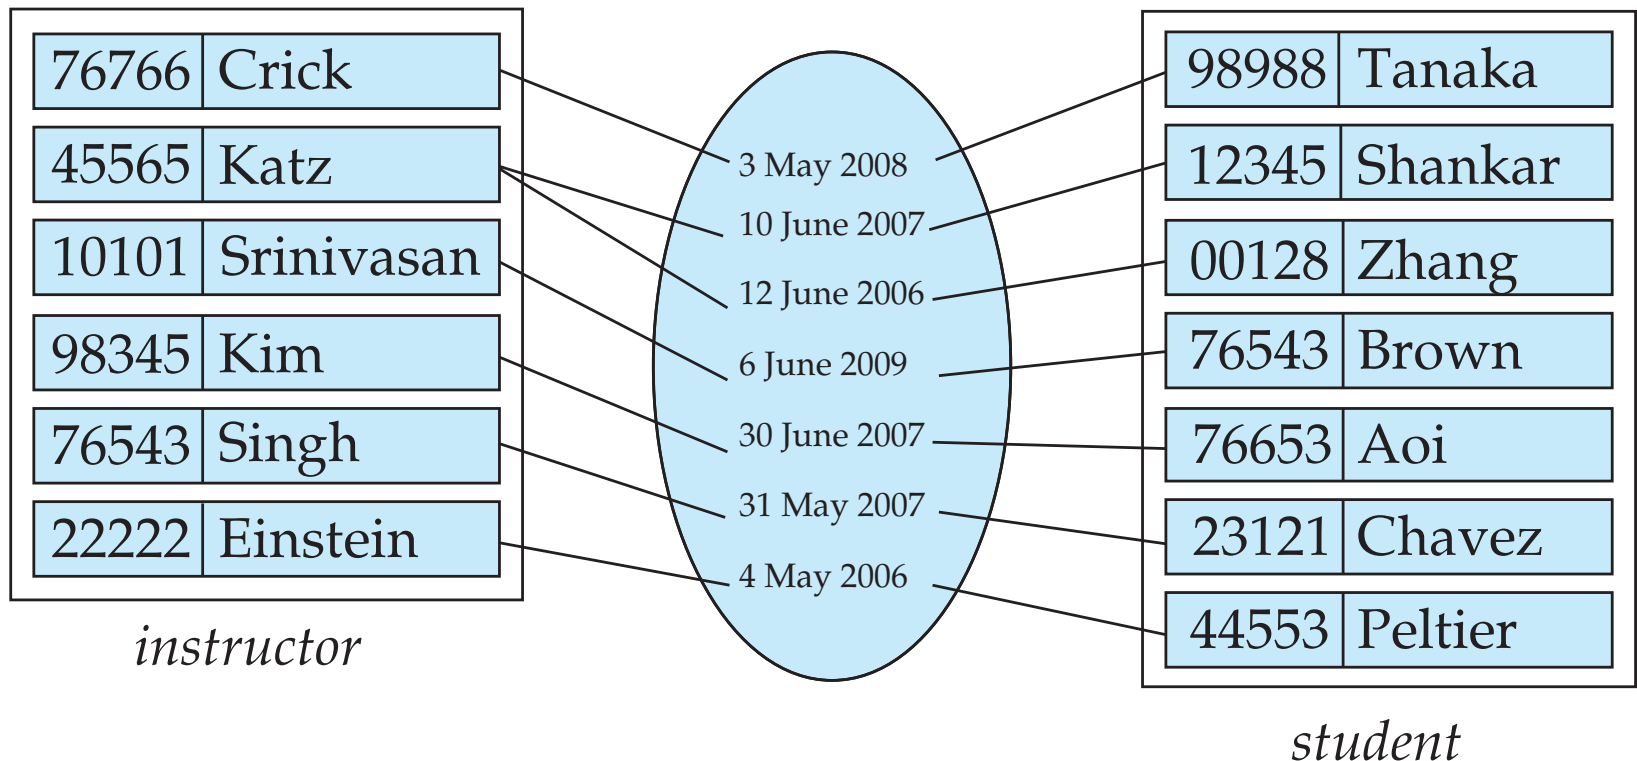 76766 Crick
45565 Katz
10101 Srinivasan
98345 Kim
76543 Singh
22222 Einstein
instructor
3 May 2008
10 June 2007
12 June 2006
6 June 2009
30 June 2007
31 May 2007
4 May 2006
98988 Tanaka
12345 Shankar
00128 Zhang
76543 Brown
76653 Aoi
23121 Chavez
44553 Peltier
student